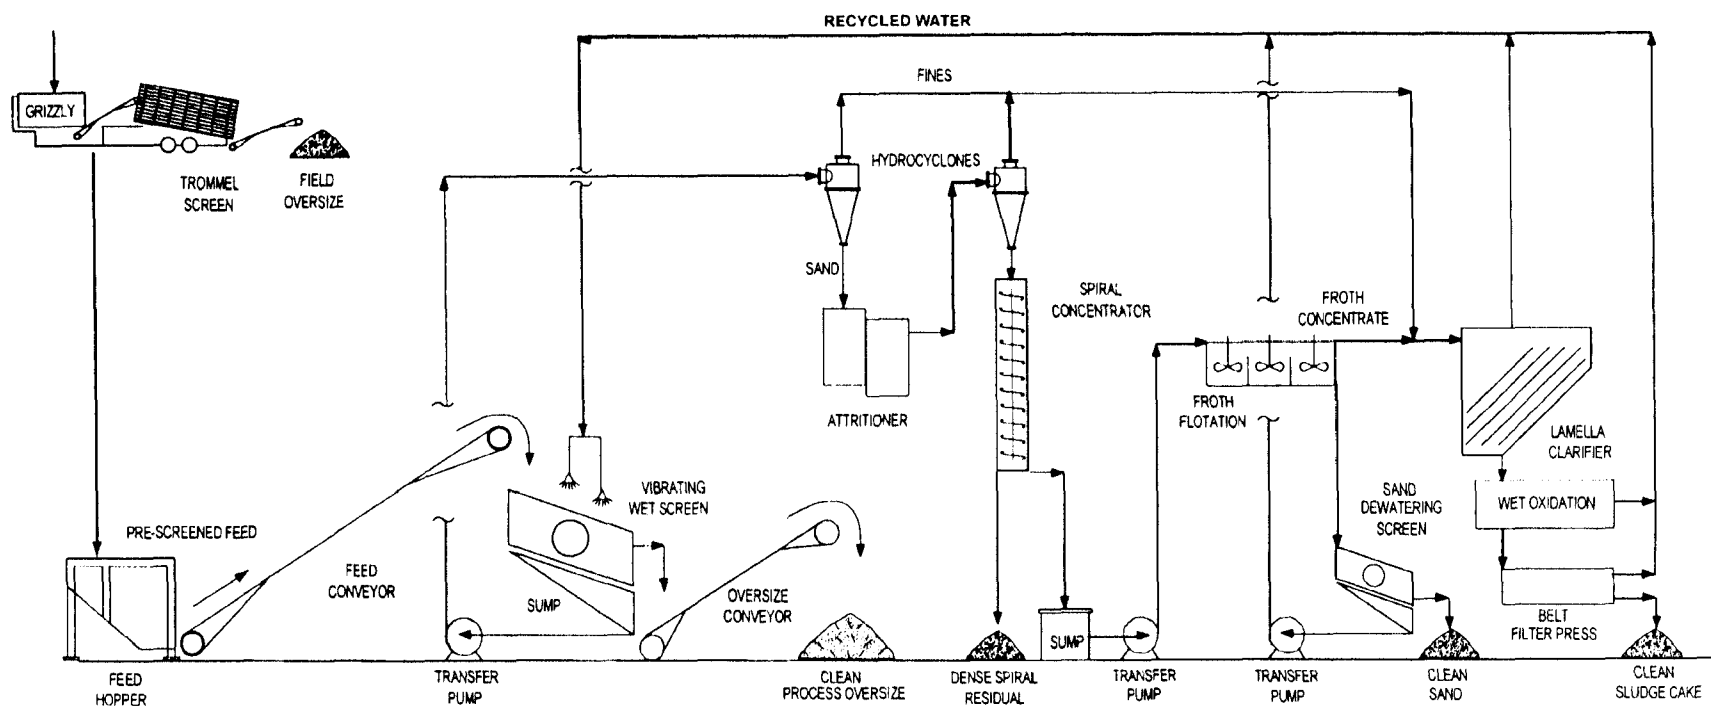 RECYCLED WATER
FINES
GRIZZLY
HYDROCYCLONES
TROMMEL
SCREEN
FIELD
OVERSIZE
SAND
SPIRAL
CONCENTRATOR
FROTH
CONCENTRATE
ATTRITIONER
FROTH
FLOTATION
LAMELLA
CLARIFIER
VIBRATING
WET SCREEN
SAND
DEWATERING
SCREEN
WET OXIDATION
PRE-SCREENED FEED
FEED
CONVEYOR
SUMP
OVERSIZE
CONVEYOR
SUMP
BELT
FILTER PRESS
FEED
HOPPER
TRANSFER
PUMP
CLEAN
PROCESS OVERSIZE
DENSE SPIRAL
RESIDUAL
TRANSFER
PUMP
TRANSFER
PUMP
CLEAN
SAND
CLEAN
SLUDGE CAKE